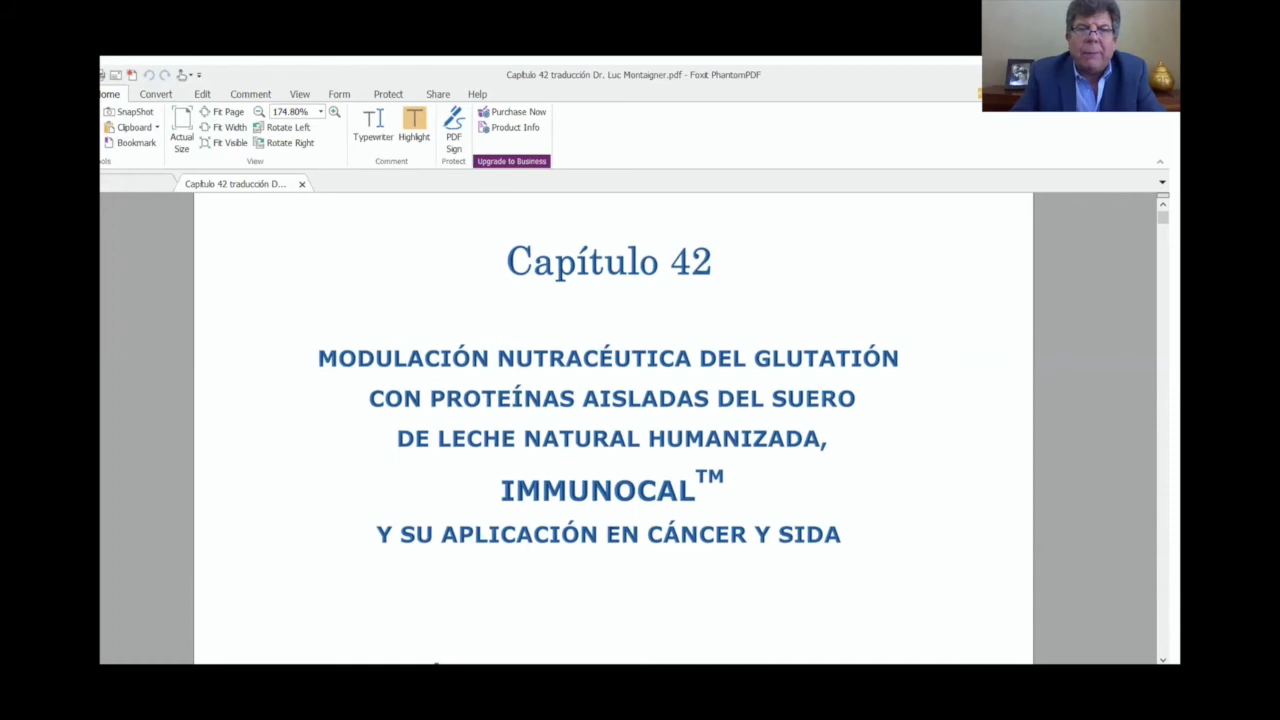 Capítulo 42 traducción Dr. Luc Montaigner.pdf - Foxit PhantomPDF
ome Convert Edit Comment View Form Protect Share Help
SnapShot
Clipboard
Bookmark
ols
Actual
Size
Fit Page
Fit Width
Fit Visible
174.80%
Rotate Left
Rotate Right
View
Typewriter Highlight
Comment
PDF
Sign
Protect
Purchase Now
Product Info
Upgrade to Business
Capítulo 42 traducción D...
Capítulo 42
MODULACIÓN NUTRACÉUTICA DEL GLUTATIÓN
CON PROTEÍNAS AISLADAS DEL SUERO
DE LECHE NATURAL HUMANIZADA,
IMMUNOCAL™
Y SU APLICACIÓN EN CÁNCER Y SIDA